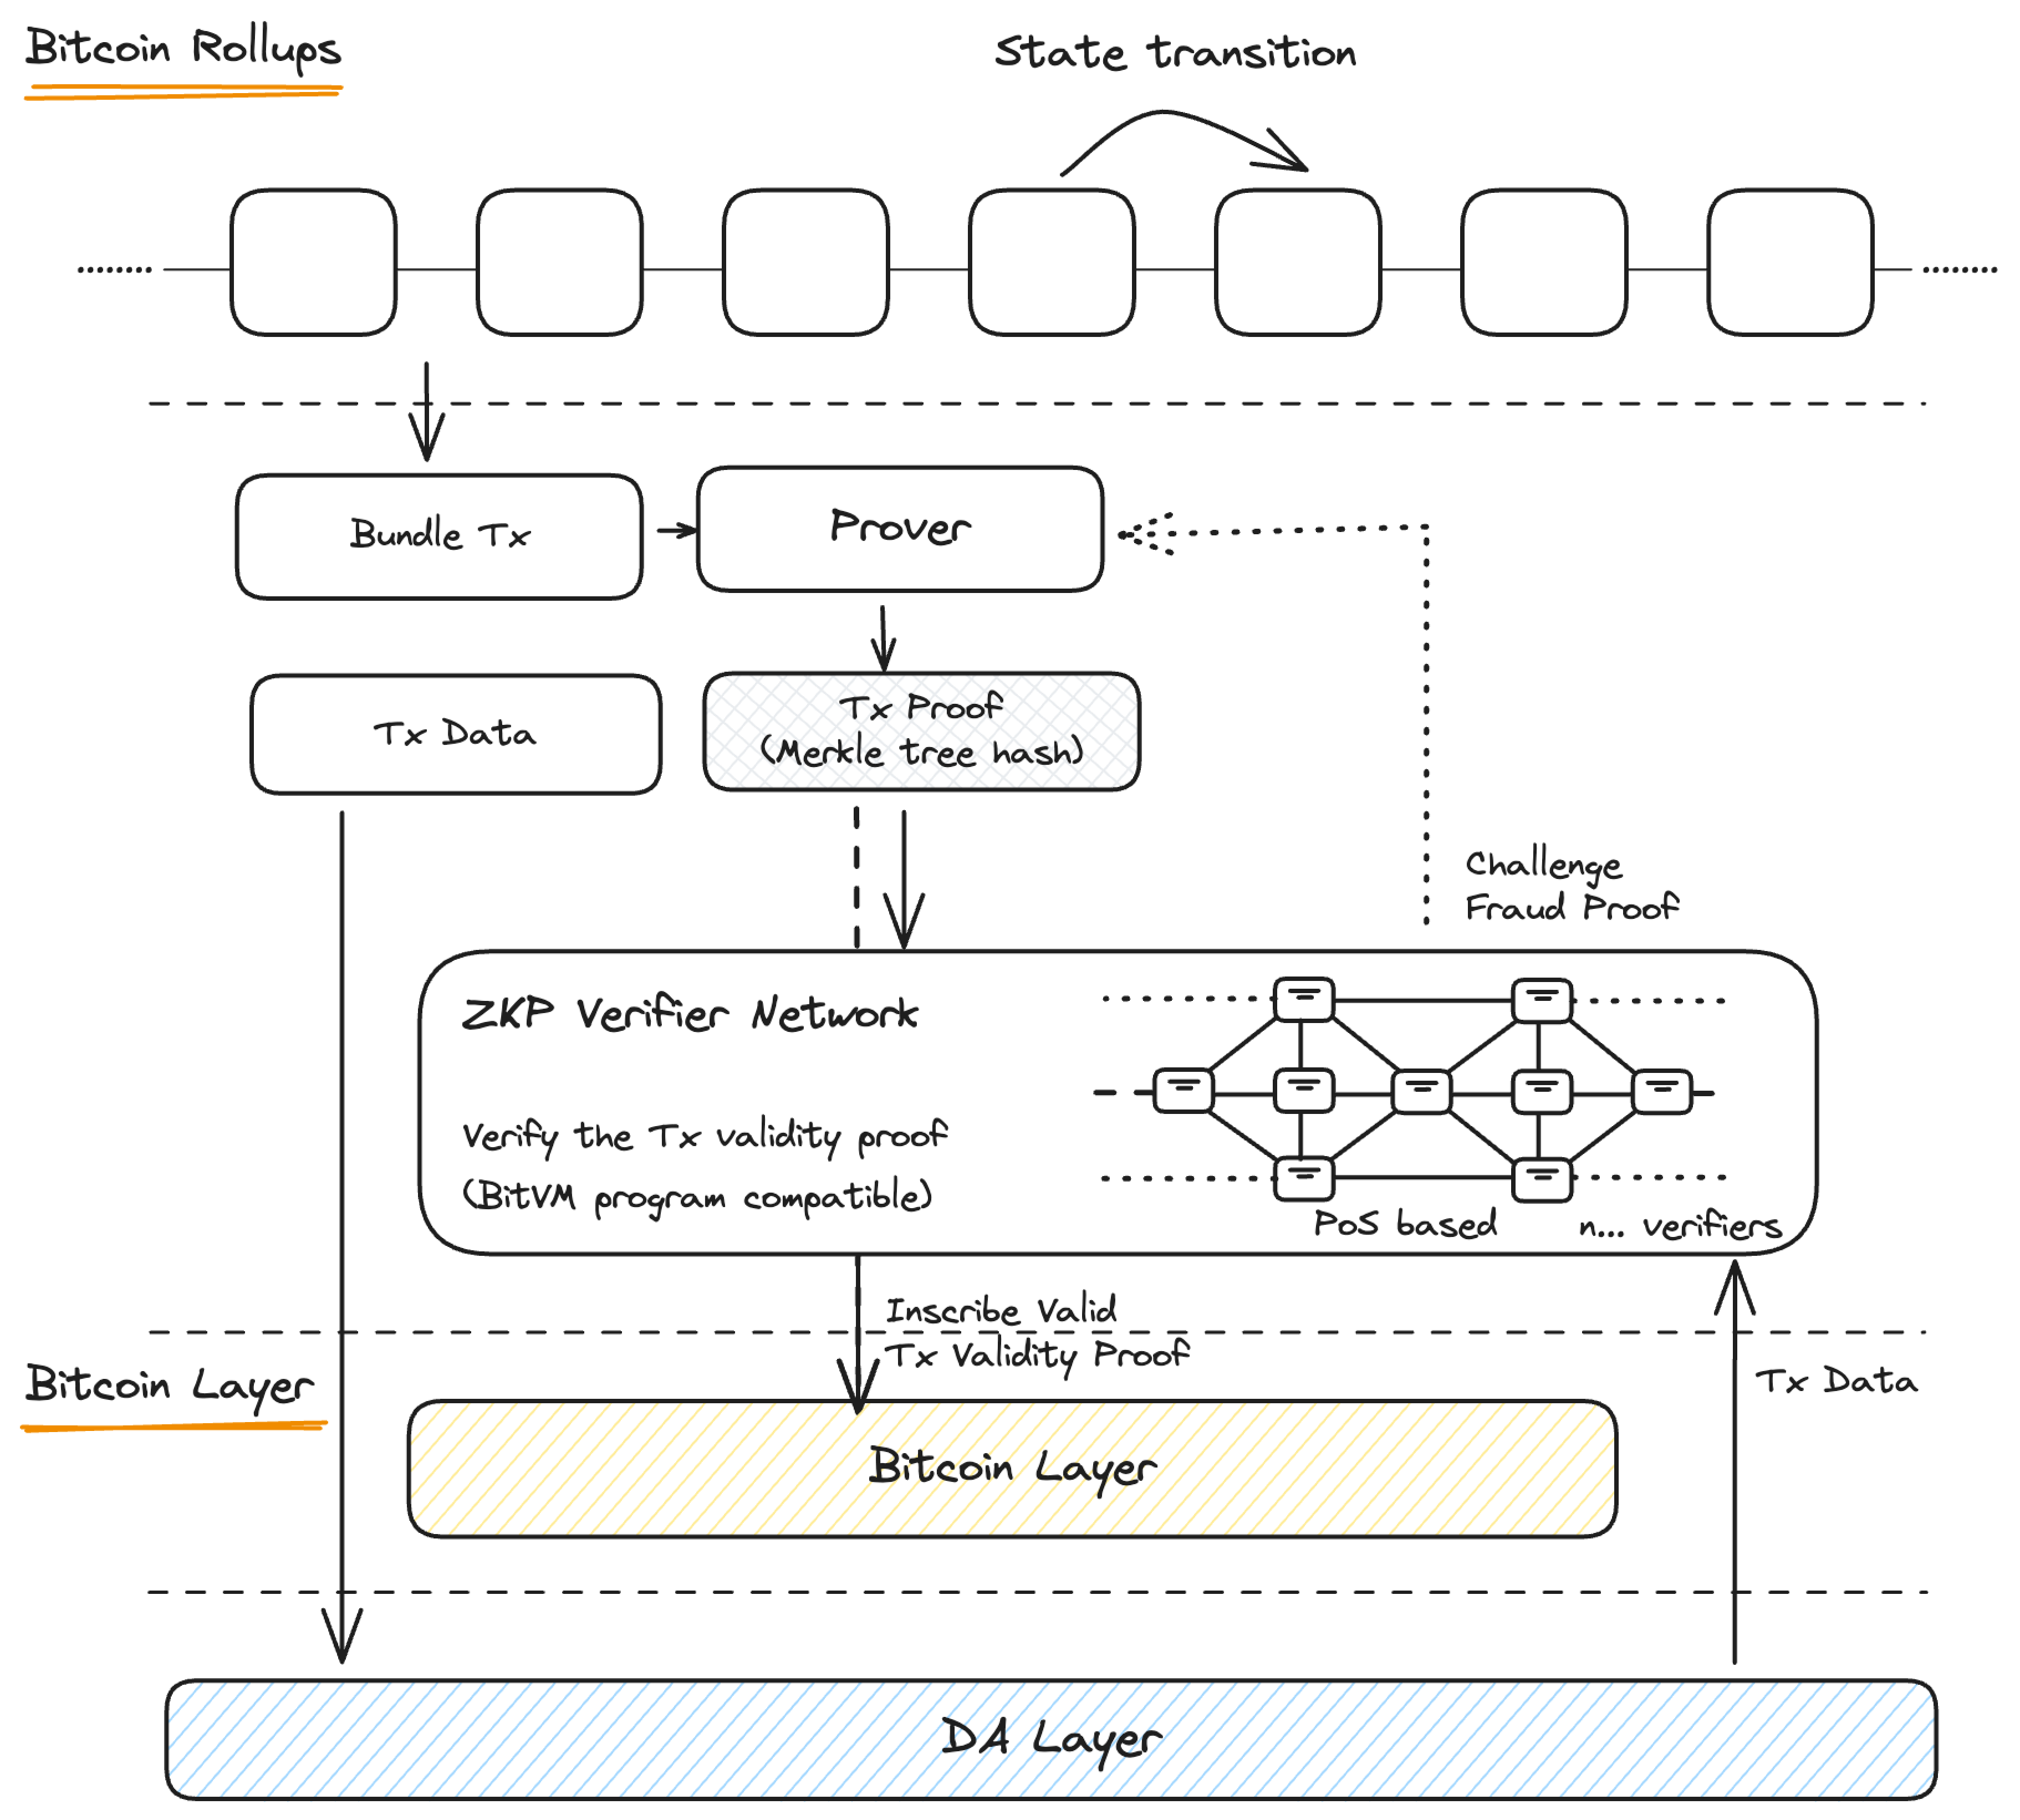 Bitcoin Rollups
State transition
Bundle Tx
Prover
Tx Data
Tx Proof
(Merkle tree hash)
Challenge
Fraud Proof
ZKP Verifier Network
Verify the Tx validity proof
(BitVM program compatible)
PoS based
n... verifiers
Inscribe Valid
Tx Validity Proof
Bitcoin Layer
Tx Data
Bitcoin Layer
DA Layer